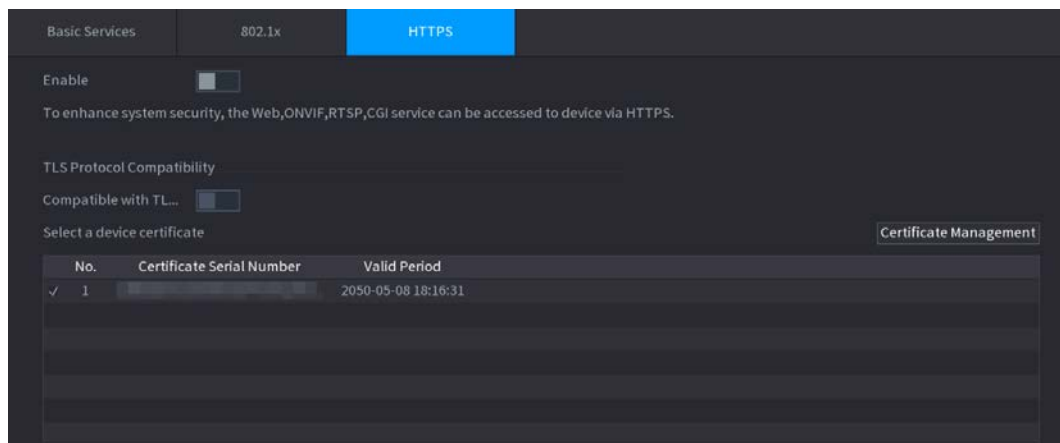 Basic Services 802.1x HTTPS
Enable
To enhance system security, the Web,ONVIF,RTSP,CGI service can be accessed to device via HTTPS.
TLS Protocol Compatibility
Compatible with TL...
Select a device certificate Certificate Management
No. Certificate Serial Number Valid Period
1 2050-05-08 18:16:31